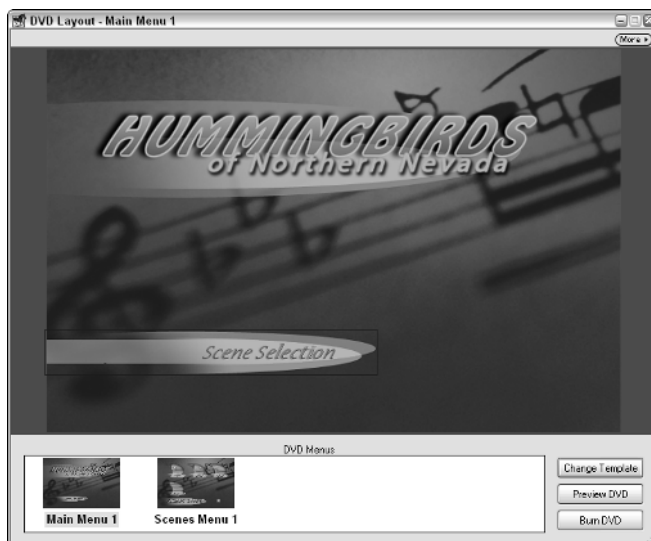 DVD Layout - Main Menu 1
More
HUMMINGBIRDS
of Northern Nevada
Scene Selection
DVD Menus
Main Menu 1
Scenes Menu 1
Change Template
Preview DVD
Burn DVD